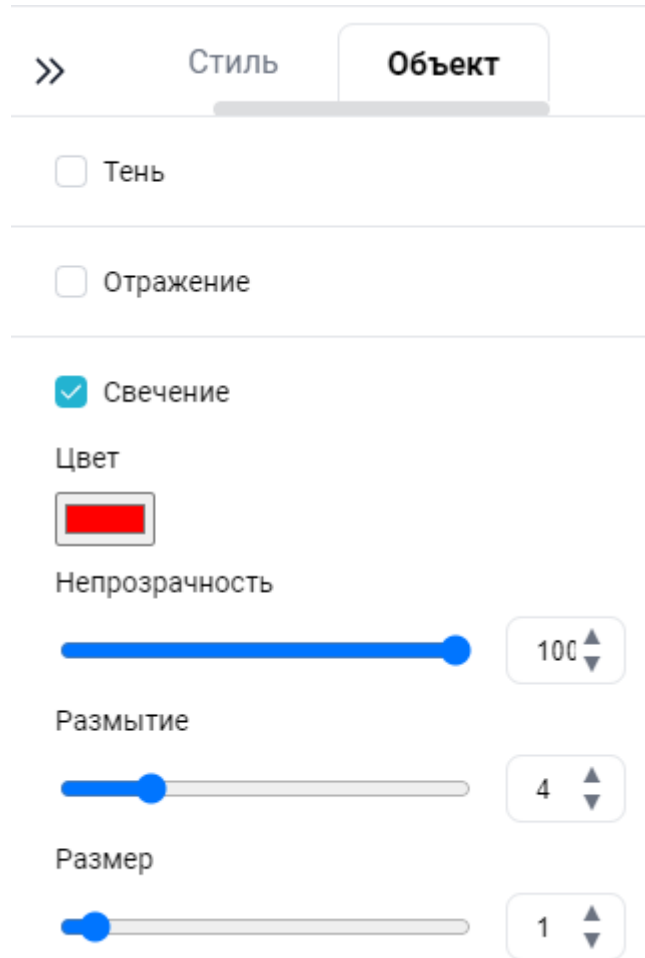 Стиль Объект
Тень
Отражение
Свечение
Цвет
Непрозрачность
100
Размытие
4
Размер
1